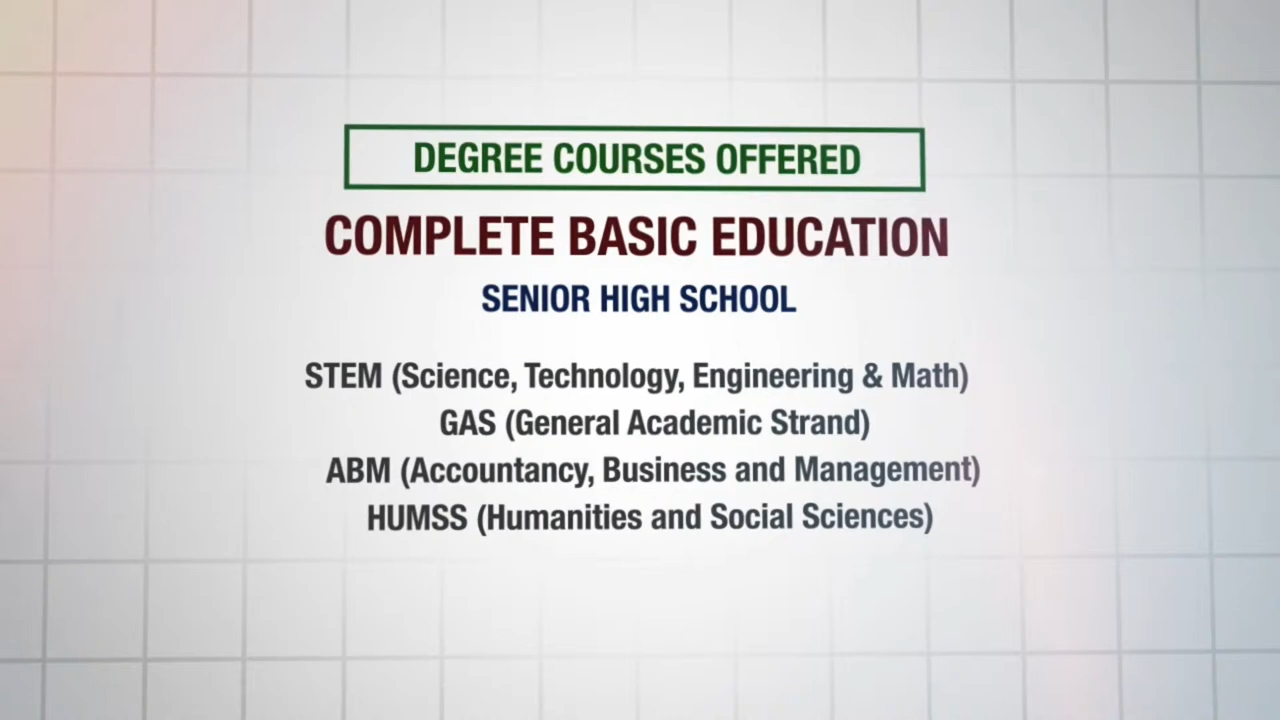 DEGREE COURSES OFFERED
COMPLETE BASIC EDUCATION
SENIOR HIGH SCHOOL
STEM (Science, Technology, Engineering & Math)
GAS (General Academic Strand)
ABM (Accountancy, Business and Management)
HUMSS (Humanities and Social Sciences)